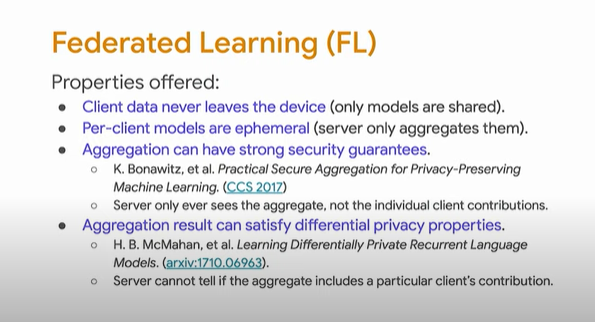 Federated Learning (FL)
Properties offered:
● Client data never leaves the device (only models are shared).
● Per-client models are ephemeral (server only aggregates them).
● Aggregation can have strong security guarantees.
○ K. Bonawitz, et al. Practical Secure Aggregation for Privacy-Preserving
Machine Learning. (CCS 2017)
○ Server only ever sees the aggregate, not the individual client contributions.
● Aggregation result can satisfy differential privacy properties.
○ H. B. McMahan, et al. Learning Differentially Private Recurrent Language
Models. (arxiv:1710.06963).
○ Server cannot tell if the aggregate includes a particular client's contribution.